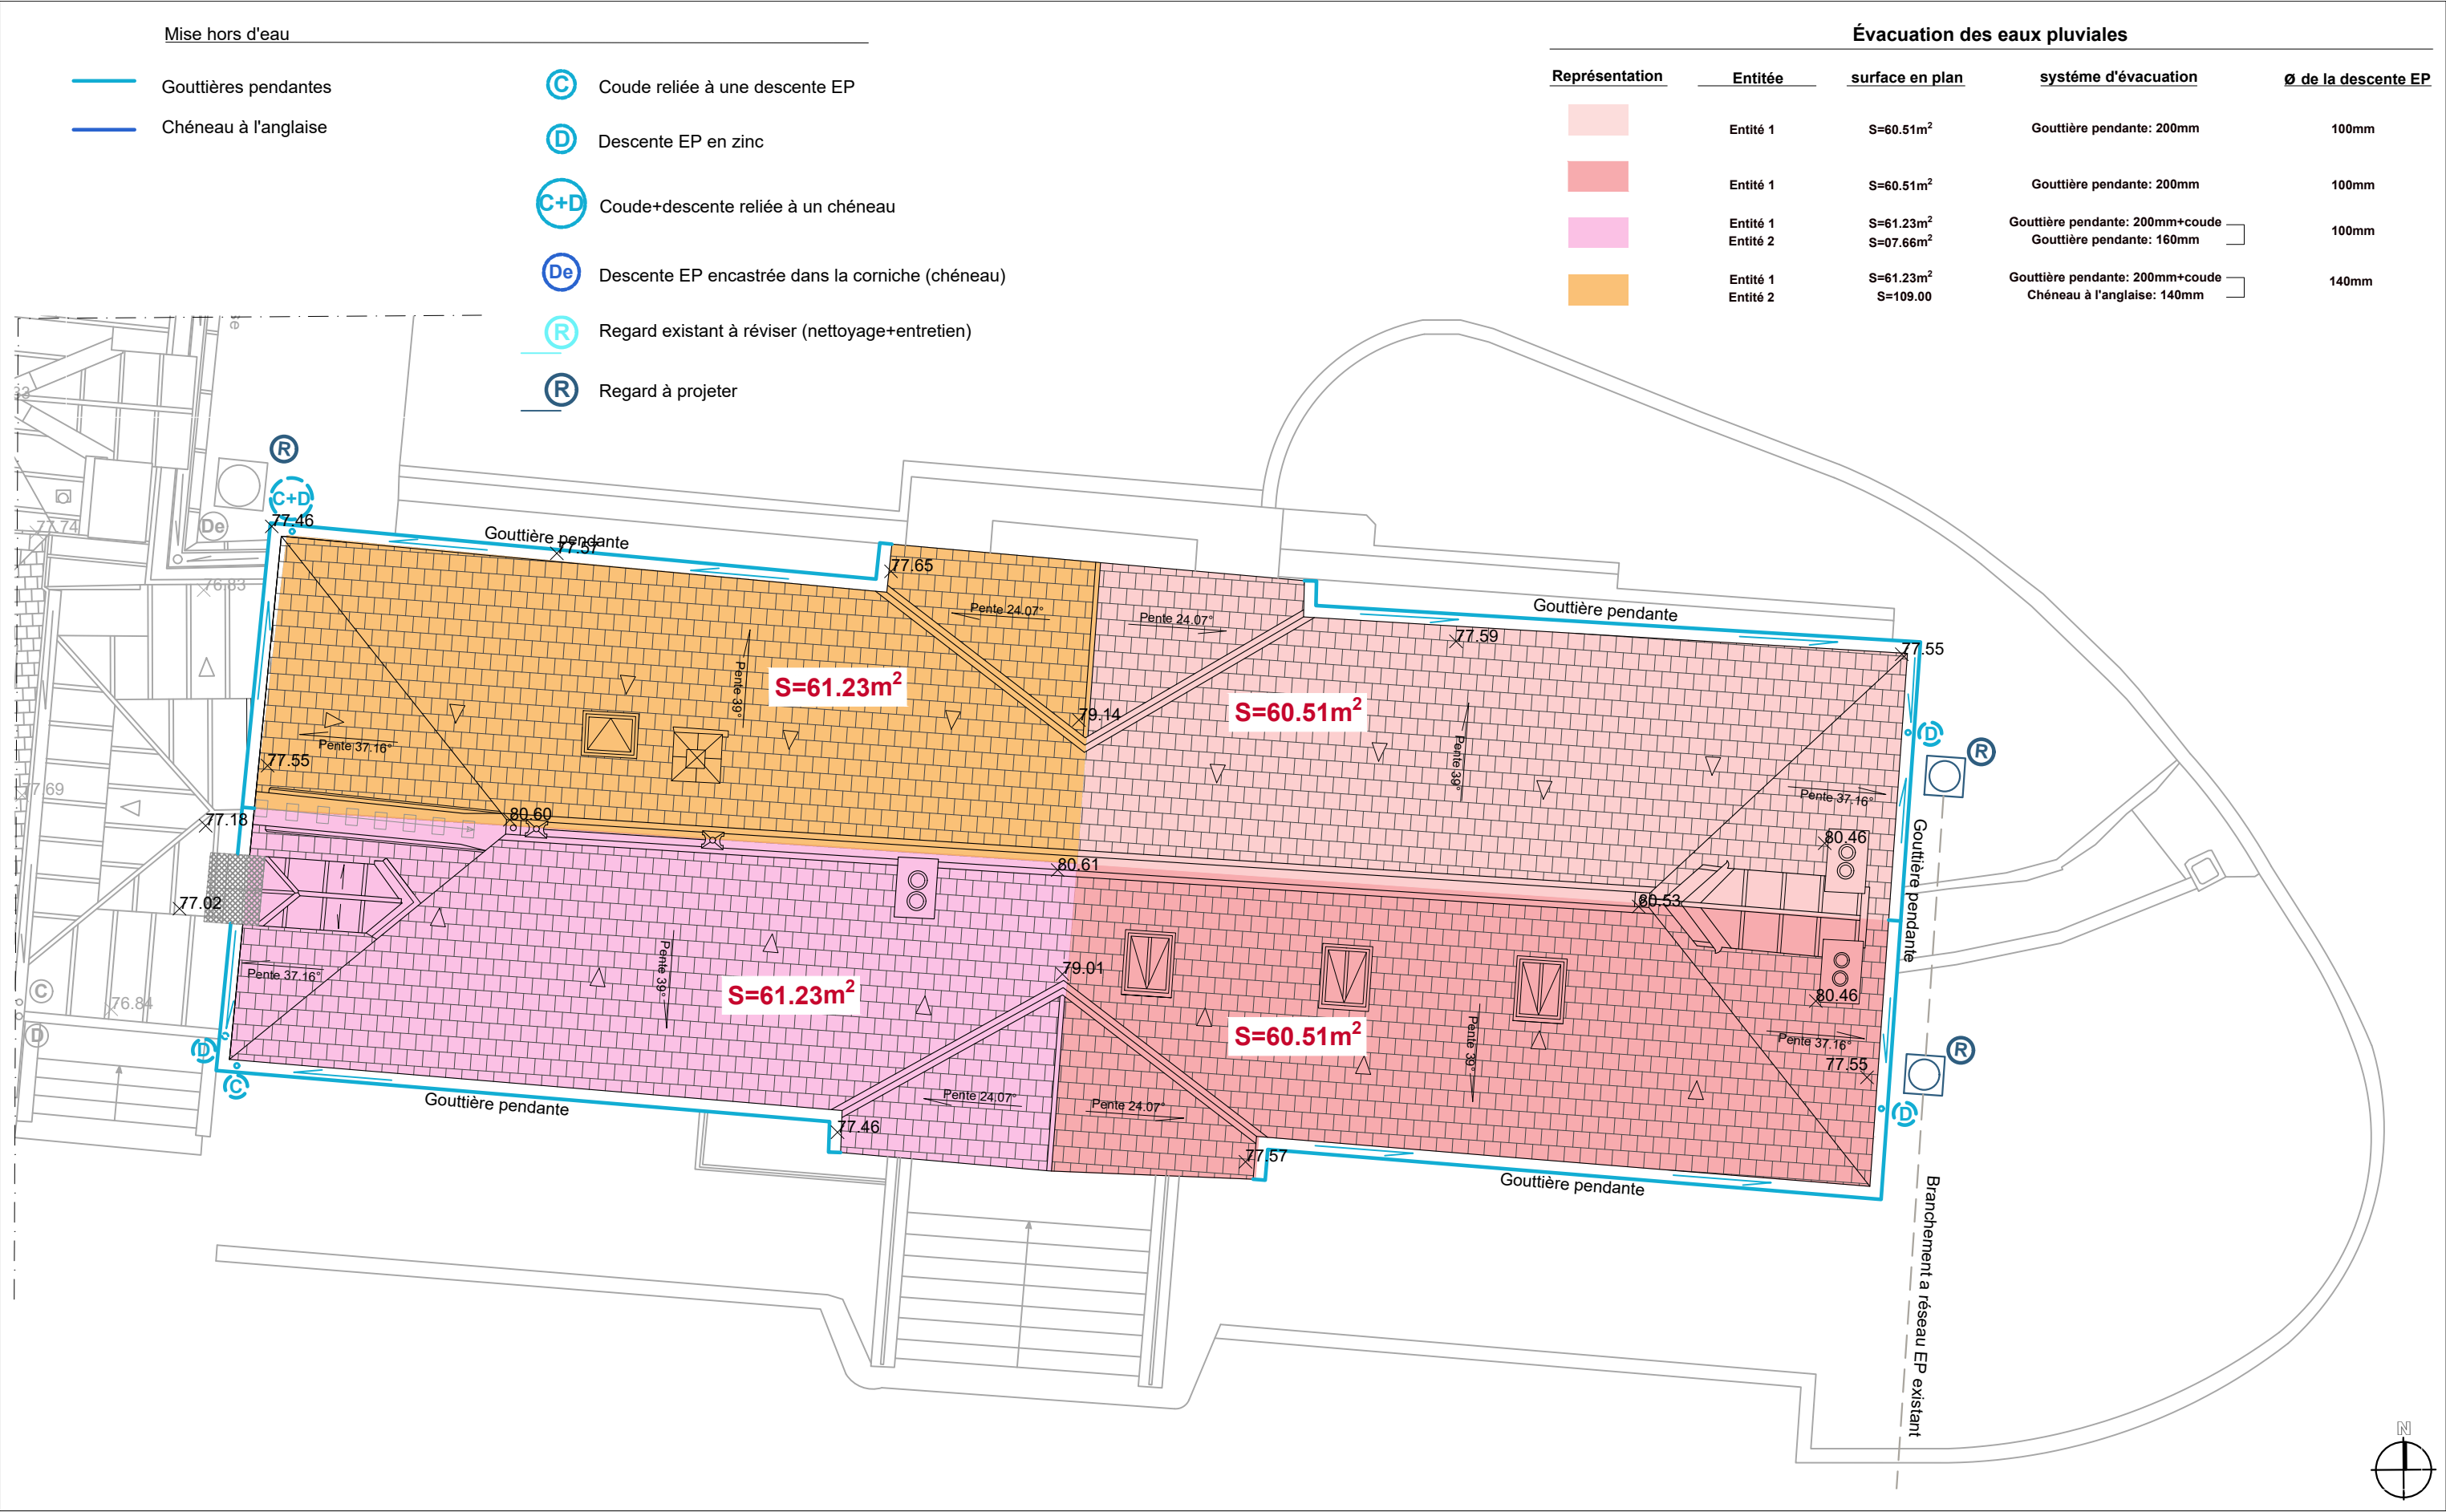 Mise hors d'eau
Gouttières pendantes
Chéneau à l'anglaise
C Coude reliée à une descente EP
D Descente EP en zinc
C+D Coude+descente reliée à un chéneau
De Descente EP encastrée dans la corniche (chéneau)
R Regard existant à réviser (nettoyage+entretien)
R Regard à projeter
Évacuation des eaux pluviales
Représentation Entitée surface en plan systéme d'évacuation Ø de la descente EP
Entité 1 S=60.51m² Gouttière pendante: 200mm 100mm
Entité 1 S=60.51m² Gouttière pendante: 200mm 100mm
Entité 1 S=61.23m² Gouttière pendante: 200mm+coude
Entité 2 S=07.66m² Gouttière pendante: 160mm
100mm
Entité 1 S=61.23m² Gouttière pendante: 200mm+coude
Entité 2 S=109.00 Chéneau à l'anglaise: 140mm
140mm
R
C+D
De
77.46
77.74
76.83
Gouttière pendante
77.57
77.65
Pente 24.07°
Pente 24.07°
Gouttière pendante
77.59
77.55
Pente 39°
S=61.23m²
S=60.51m²
79.14
Pente 39°
D
R
Pente 37.16°
77.55
77.69
Pente 37.16°
77.18
80.60
80.46
80.61
80.53
Gouttière pendante
77.02
Pente 37.16°
Pente 39°
79.01
80.46
S=61.23m²
S=60.51m²
Pente 39°
Pente 37.16°
77.55
C
76.84
D
D
C
R
D
Gouttière pendante
Pente 24.07°
Pente 24.07°
77.46
77.57
Gouttière pendante
Branchement a réseau EP existant
N